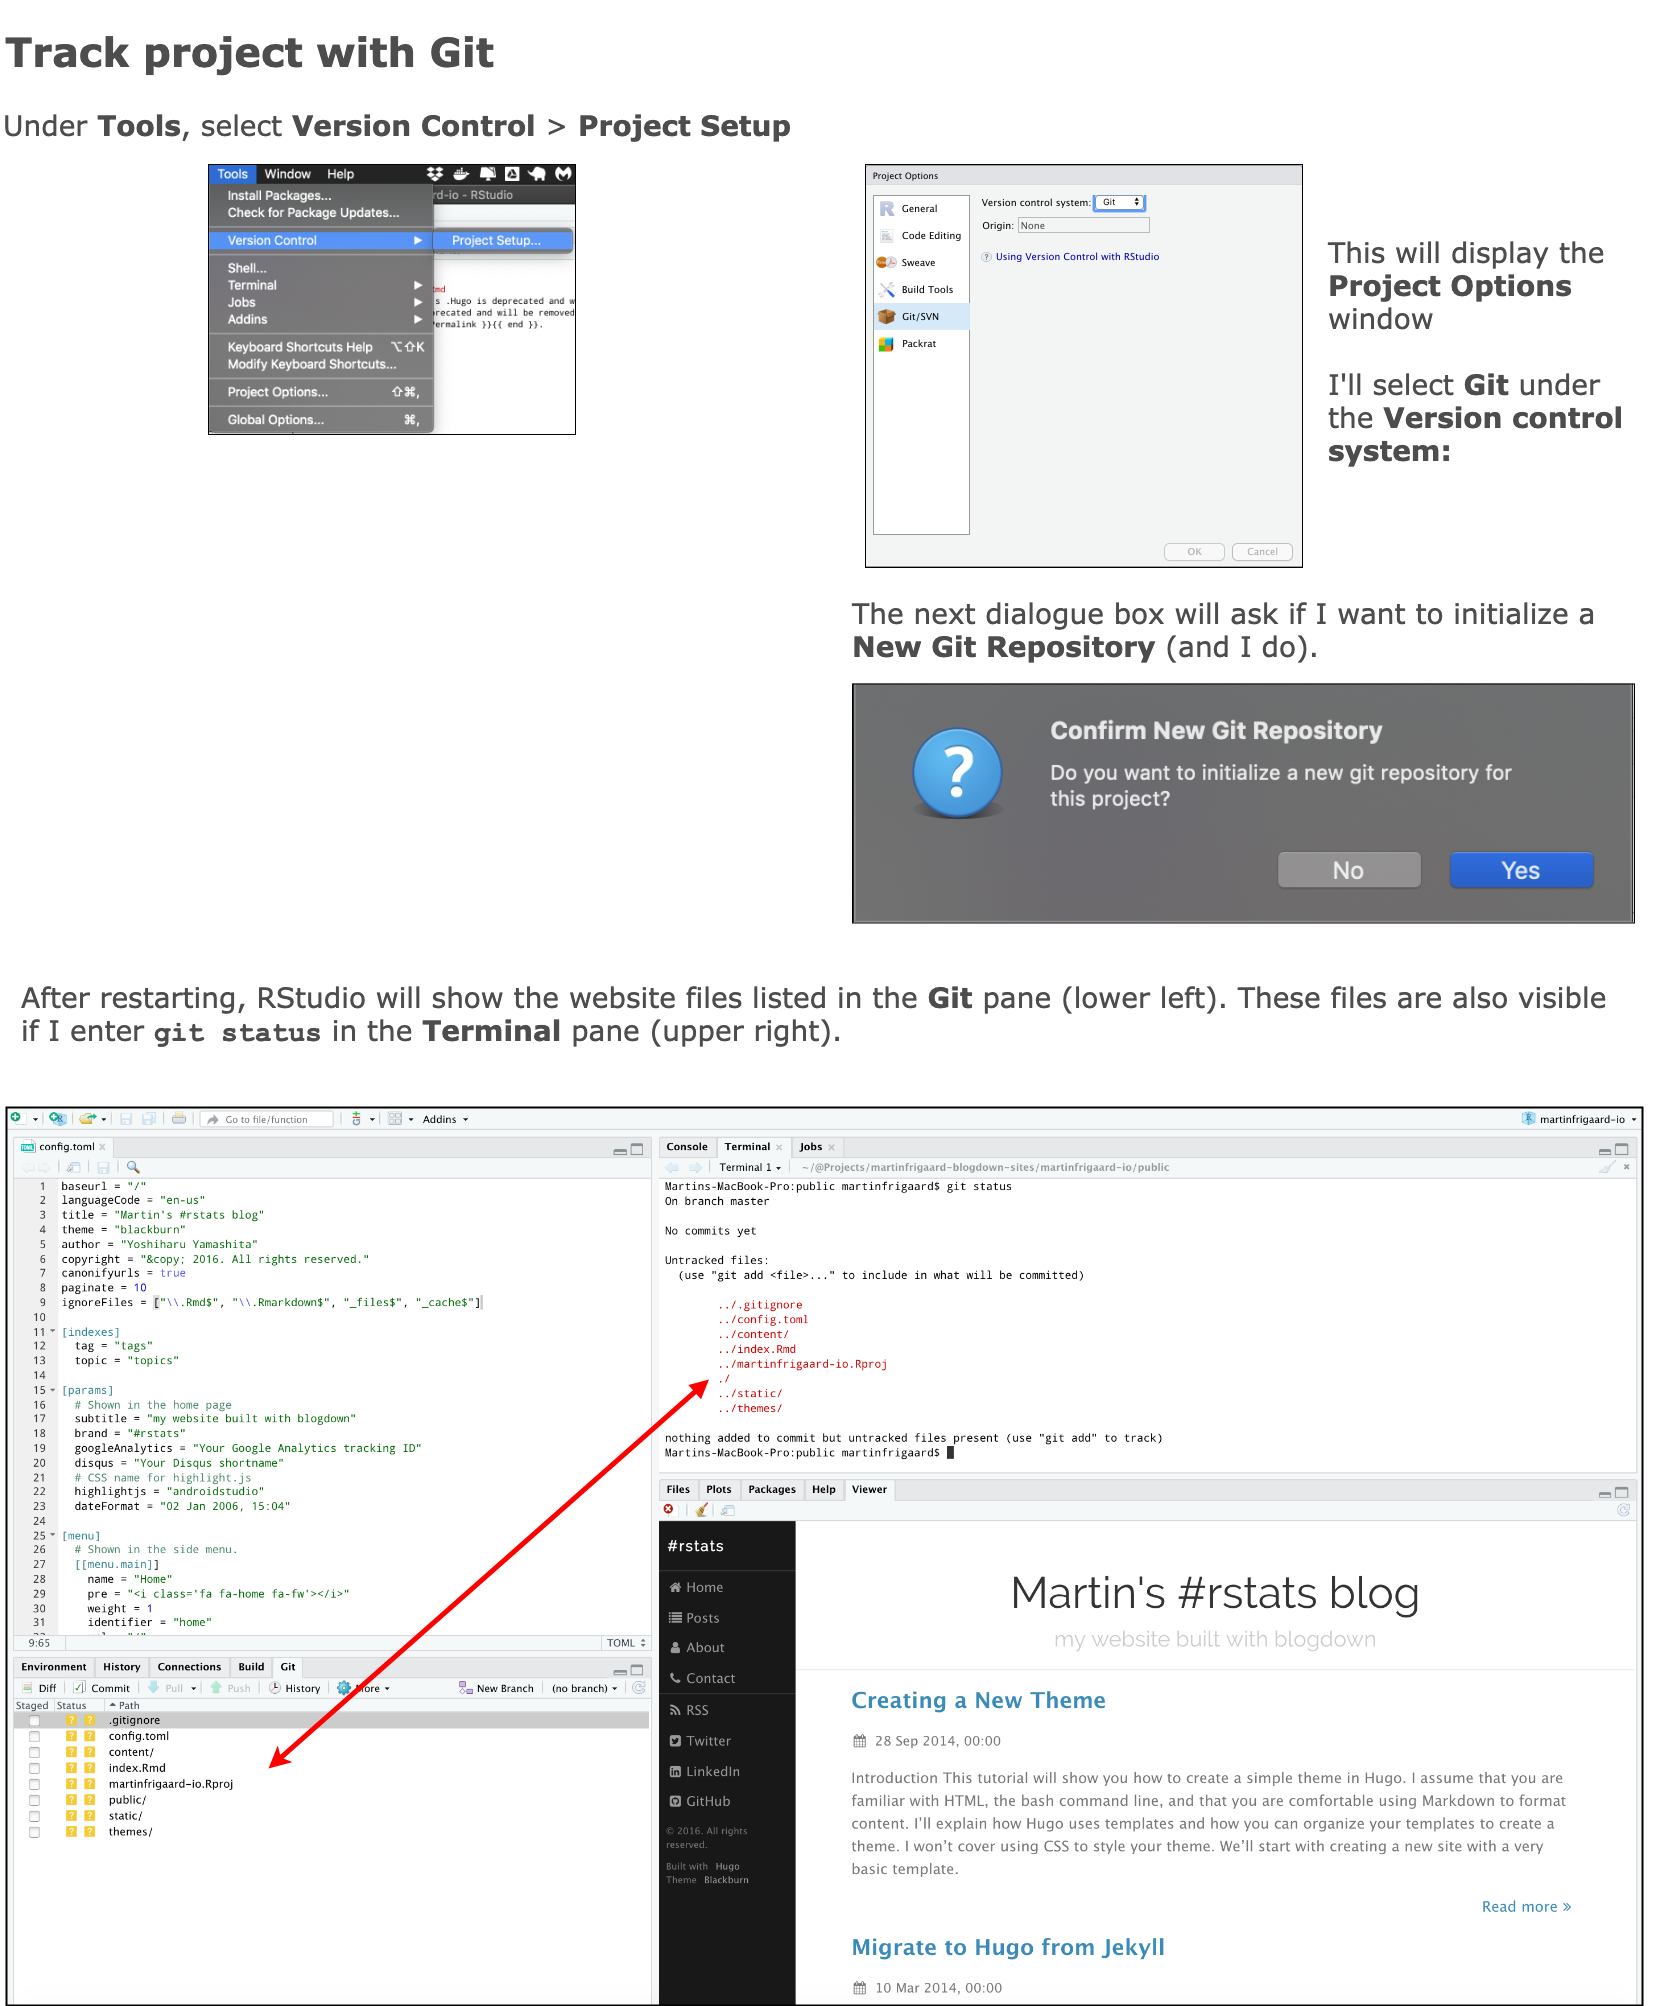 Track project with Git
Under Tools, select Version Control > Project Setup
Tools Window Help
rd-io - RStudio
Install Packages...
Check for Package Updates...
Version Control
Project Setup...
Shell...
Terminal
Jobs
Addins
Keyboard Shortcuts Help ⌥⇧K
Modify Keyboard Shortcuts...
Project Options... ⇧⌘,
Global Options... ⌘,
md
s .Hugo is deprecated and w
recated and will be removed
Permalink }}{{ end }}.
Project Options
General
Code Editing
Sweave
Build Tools
Git/SVN
Packrat
Version control system: Git
Origin: None
Using Version Control with RStudio
OK Cancel
This will display the
Project Options
window
I'll select Git under
the Version control
system:
The next dialogue box will ask if I want to initialize a
New Git Repository (and I do).
Confirm New Git Repository
Do you want to initialize a new git repository for
this project?
No Yes
After restarting, RStudio will show the website files listed in the Git pane (lower left). These files are also visible
if I enter git status in the Terminal pane (upper right).
Go to file/function Addins martinfrigaard-io
config.toml
1 baseurl = "/"
2 languageCode = "en-us"
3 title = "Martin's #rstats blog"
4 theme = "blackburn"
5 author = "Yoshiharu Yamashita"
6 copyright = "&copy; 2016. All rights reserved."
7 canonifyurls = true
8 paginate = 10
9 ignoreFiles = ["\\.Rmd$", "\\.Rmarkdown$", "_files$", "_cache$"]
10
11 [indexes]
12 tag = "tags"
13 topic = "topics"
14
15 [params]
16 # Shown in the home page
17 subtitle = "my website built with blogdown"
18 brand = "#rstats"
19 googleAnalytics = "Your Google Analytics tracking ID"
20 disqus = "Your Disqus shortname"
21 # CSS name for highlight.js
22 highlightjs = "androidstudio"
23 dateFormat = "02 Jan 2006, 15:04"
24
25 [menu]
26 # Shown in the side menu.
27 [[menu.main]]
28 name = "Home"
29 pre = "<i class='fa fa-home fa-fw'></i>"
30 weight = 1
31 identifier = "home"
9:65 TOML
Console Terminal Jobs
Terminal 1 ~/@Projects/martinfrigaard-blogdown-sites/martinfrigaard-io/public
Martins-MacBook-Pro:public martinfrigaard$ git status
On branch master
No commits yet
Untracked files:
(use "git add <file>..." to include in what will be committed)
../.gitignore
../config.toml
../content/
../index.Rmd
../martinfrigaard-io.Rproj
./
../static/
../themes/
nothing added to commit but untracked files present (use "git add" to track)
Martins-MacBook-Pro:public martinfrigaard$
Environment History Connections Build Git
Diff Commit Pull Push History More New Branch (no branch)
Staged Status Path
? ? .gitignore
? ? config.toml
? ? content/
? ? index.Rmd
? ? martinfrigaard-io.Rproj
? ? public/
? ? static/
? ? themes/
Files Plots Packages Help Viewer
#rstats
Home
Posts
About
Contact
RSS
Twitter
LinkedIn
GitHub
© 2016. All rights
reserved.
Built with Hugo
Theme Blackburn
Martin's #rstats blog
my website built with blogdown
Creating a New Theme
28 Sep 2014, 00:00
Introduction This tutorial will show you how to create a simple theme in Hugo. I assume that you are
familiar with HTML, the bash command line, and that you are comfortable using Markdown to format
content. I'll explain how Hugo uses templates and how you can organize your templates to create a
theme. I won't cover using CSS to style your theme. We'll start with creating a new site with a very
basic template.
Read more »
Migrate to Hugo from Jekyll
10 Mar 2014, 00:00